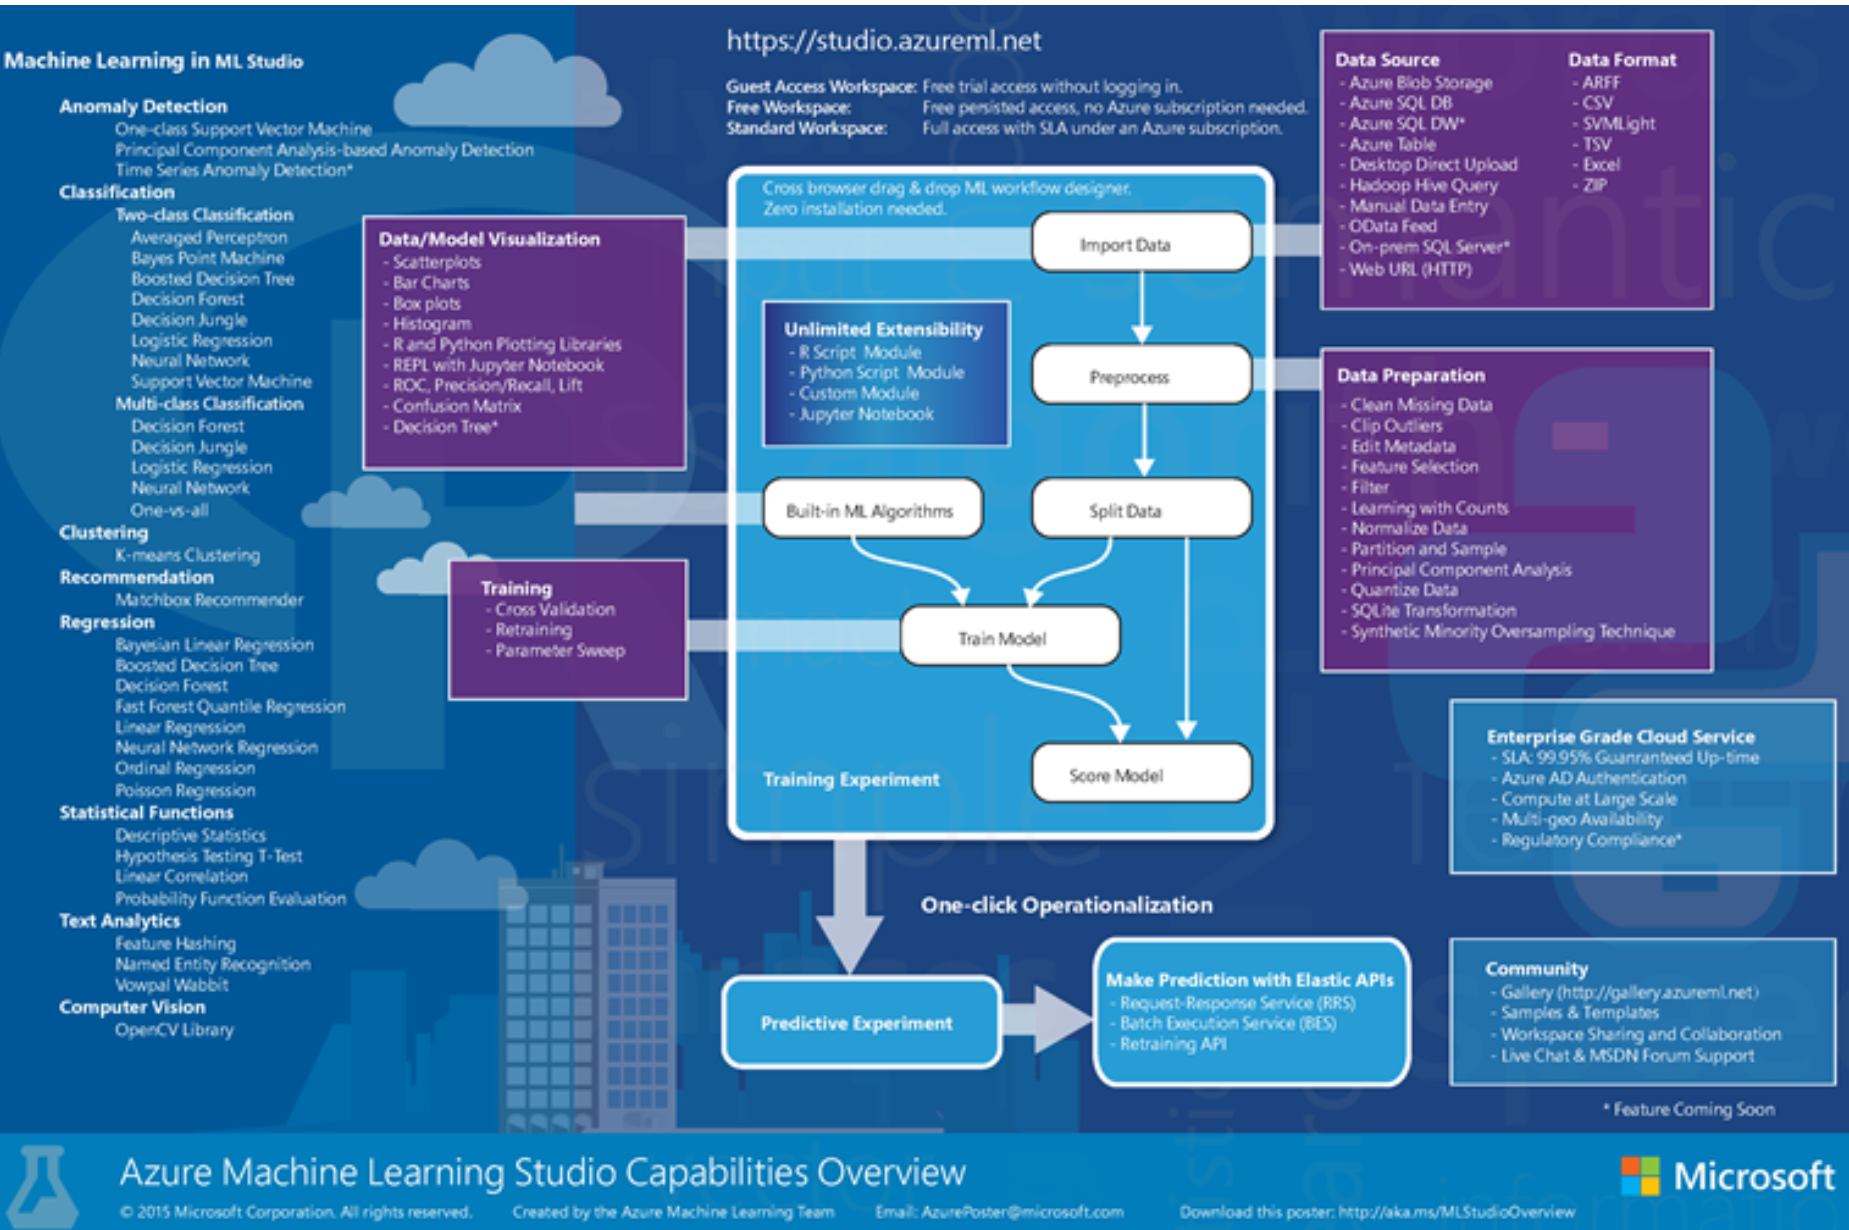 Machine Learning in ML Studio
Anomaly Detection
One-class Support Vector Machine
Principal Component Analysis-based Anomaly Detection
Time Series Anomaly Detection*
Classification
Two-class Classification
Averaged Perceptron
Bayes Point Machine
Boosted Decision Tree
Decision Forest
Decision Jungle
Logistic Regression
Neural Network
Support Vector Machine
Multi-class Classification
Decision Forest
Decision Jungle
Logistic Regression
Neural Network
One-vs-all
Clustering
K-means Clustering
Recommendation
Matchbox Recommender
Regression
Bayesian Linear Regression
Boosted Decision Tree
Decision Forest
Fast Forest Quantile Regression
Linear Regression
Neural Network Regression
Ordinal Regression
Poisson Regression
Statistical Functions
Descriptive Statistics
Hypothesis Testing T-Test
Linear Correlation
Probability Function Evaluation
Text Analytics
Feature Hashing
Named Entity Recognition
Vowpal Wabbit
Computer Vision
OpenCV Library
Data/Model Visualization
- Scatterplots
- Bar Charts
- Box plots
- Histogram
- R and Python Plotting Libraries
- REPL with Jupyter Notebook
- ROC, Precision/Recall, Lift
- Confusion Matrix
- Decision Tree*
Training
- Cross Validation
- Retraining
- Parameter Sweep
https://studio.azureml.net
Guest Access Workspace: Free trial access without logging in.
Free Workspace: Free persisted access, no Azure subscription needed.
Standard Workspace: Full access with SLA under an Azure subscription.
Cross browser drag & drop ML workflow designer.
Zero installation needed.
Import Data
Unlimited Extensibility
- R Script Module
- Python Script Module
- Custom Module
- Jupyter Notebook
Preprocess
Built-in ML Algorithms
Split Data
Train Model
Score Model
Training Experiment
One-click Operationalization
Predictive Experiment
Make Prediction with Elastic APIs
- Request-Response Service (RRS)
- Batch Execution Service (BES)
- Retraining API
Data Source
- Azure Blob Storage
- Azure SQL DB
- Azure SQL DW*
- Azure Table
- Desktop Direct Upload
- Hadoop Hive Query
- Manual Data Entry
- OData Feed
- On-prem SQL Server*
- Web URL (HTTP)
Data Format
- ARFF
- CSV
- SVMLight
- TSV
- Excel
- ZIP
Data Preparation
- Clean Missing Data
- Clip Outliers
- Edit Metadata
- Feature Selection
- Filter
- Learning with Counts
- Normalize Data
- Partition and Sample
- Principal Component Analysis
- Quantize Data
- SQLite Transformation
- Synthetic Minority Oversampling Technique
Enterprise Grade Cloud Service
- SLA: 99.95% Guanranteed Up-time
- Azure AD Authentication
- Compute at Large Scale
- Multi-geo Availability
- Regulatory Compliance*
Community
- Gallery (http://gallery.azureml.net)
- Samples & Templates
- Workspace Sharing and Collaboration
- Live Chat & MSDN Forum Support
* Feature Coming Soon
Azure Machine Learning Studio Capabilities Overview
Microsoft
© 2015 Microsoft Corporation. All rights reserved.
Created by the Azure Machine Learning Team
Email: AzurePoster@microsoft.com
Download this poster: http://aka.ms/MLStudioOverview